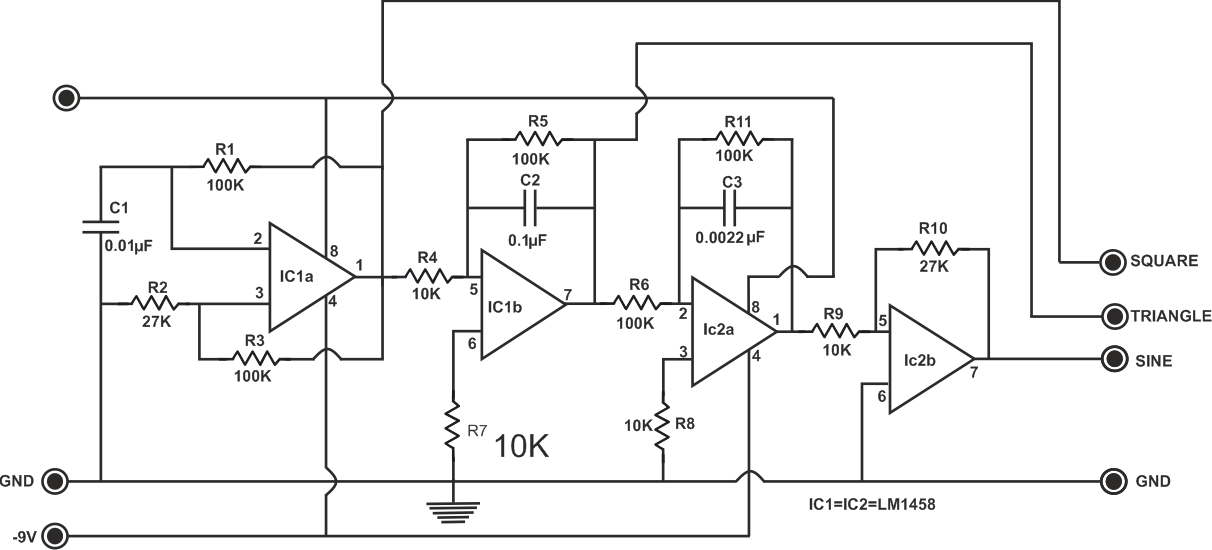 R1
100K
C1
0.01µF
R2
27K
R3
100K
2
3
8
1
4
IC1a
R4
10K
R5
100K
C2
0.1µF
5
6
7
IC1b
R7
10K
R6
100K
R11
100K
C3
0.0022 µF
2
3
8
1
4
Ic2a
10K
R8
R9
10K
R10
27K
5
6
7
Ic2b
SQUARE
TRIANGLE
SINE
GND
GND
-9V
IC1=IC2=LM1458